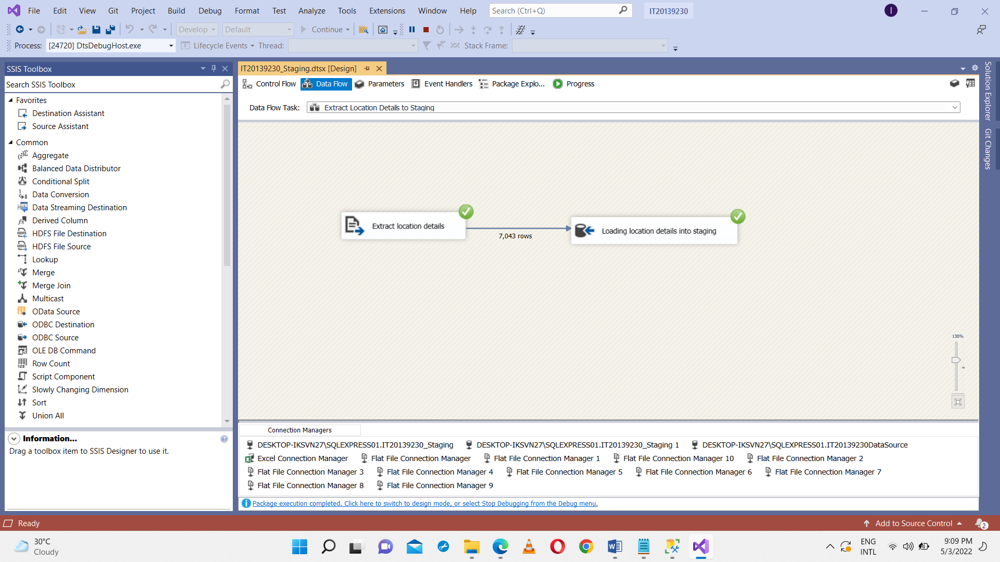 File Edit View Git Project Build Debug Format Test Analyze Tools Extensions Window Help Search (Ctrl+Q) IT20139230 I
Develop Default Continue
Process: [24720] DtsDebugHost.exe Lifecycle Events Thread: Stack Frame:
SSIS Toolbox
Search SSIS Toolbox
Favorites
Destination Assistant
Source Assistant
Common
Aggregate
Balanced Data Distributor
Conditional Split
Data Conversion
Data Streaming Destination
Derived Column
HDFS File Destination
HDFS File Source
Lookup
Merge
Merge Join
Multicast
OData Source
ODBC Destination
ODBC Source
OLE DB Command
Row Count
Script Component
Slowly Changing Dimension
Sort
Union All
Information...
Drag a toolbox item to SSIS Designer to use it.
IT20139230_Staging.dtsx [Design]
Control Flow Data Flow Parameters Event Handlers Package Explo... Progress
Data Flow Task: Extract Location Details to Staging
Extract location details
7,043 rows
Loading location details into staging
130%
Connection Managers
DESKTOP-IKSVN27\SQLEXPRESS01.IT20139230_Staging DESKTOP-IKSVN27\SQLEXPRESS01.IT20139230_Staging 1 DESKTOP-IKSVN27\SQLEXPRESS01.IT20139230DataSource
Excel Connection Manager Flat File Connection Manager Flat File Connection Manager 1 Flat File Connection Manager 10 Flat File Connection Manager 2
Flat File Connection Manager 3 Flat File Connection Manager 4 Flat File Connection Manager 5 Flat File Connection Manager 6 Flat File Connection Manager 7
Flat File Connection Manager 8 Flat File Connection Manager 9
Package execution completed. Click here to switch to design mode, or select Stop Debugging from the Debug menu.
Solution Explorer
Git Changes
Ready Add to Source Control 2
30°C
Cloudy
ENG
INTL
9:09 PM
5/3/2022